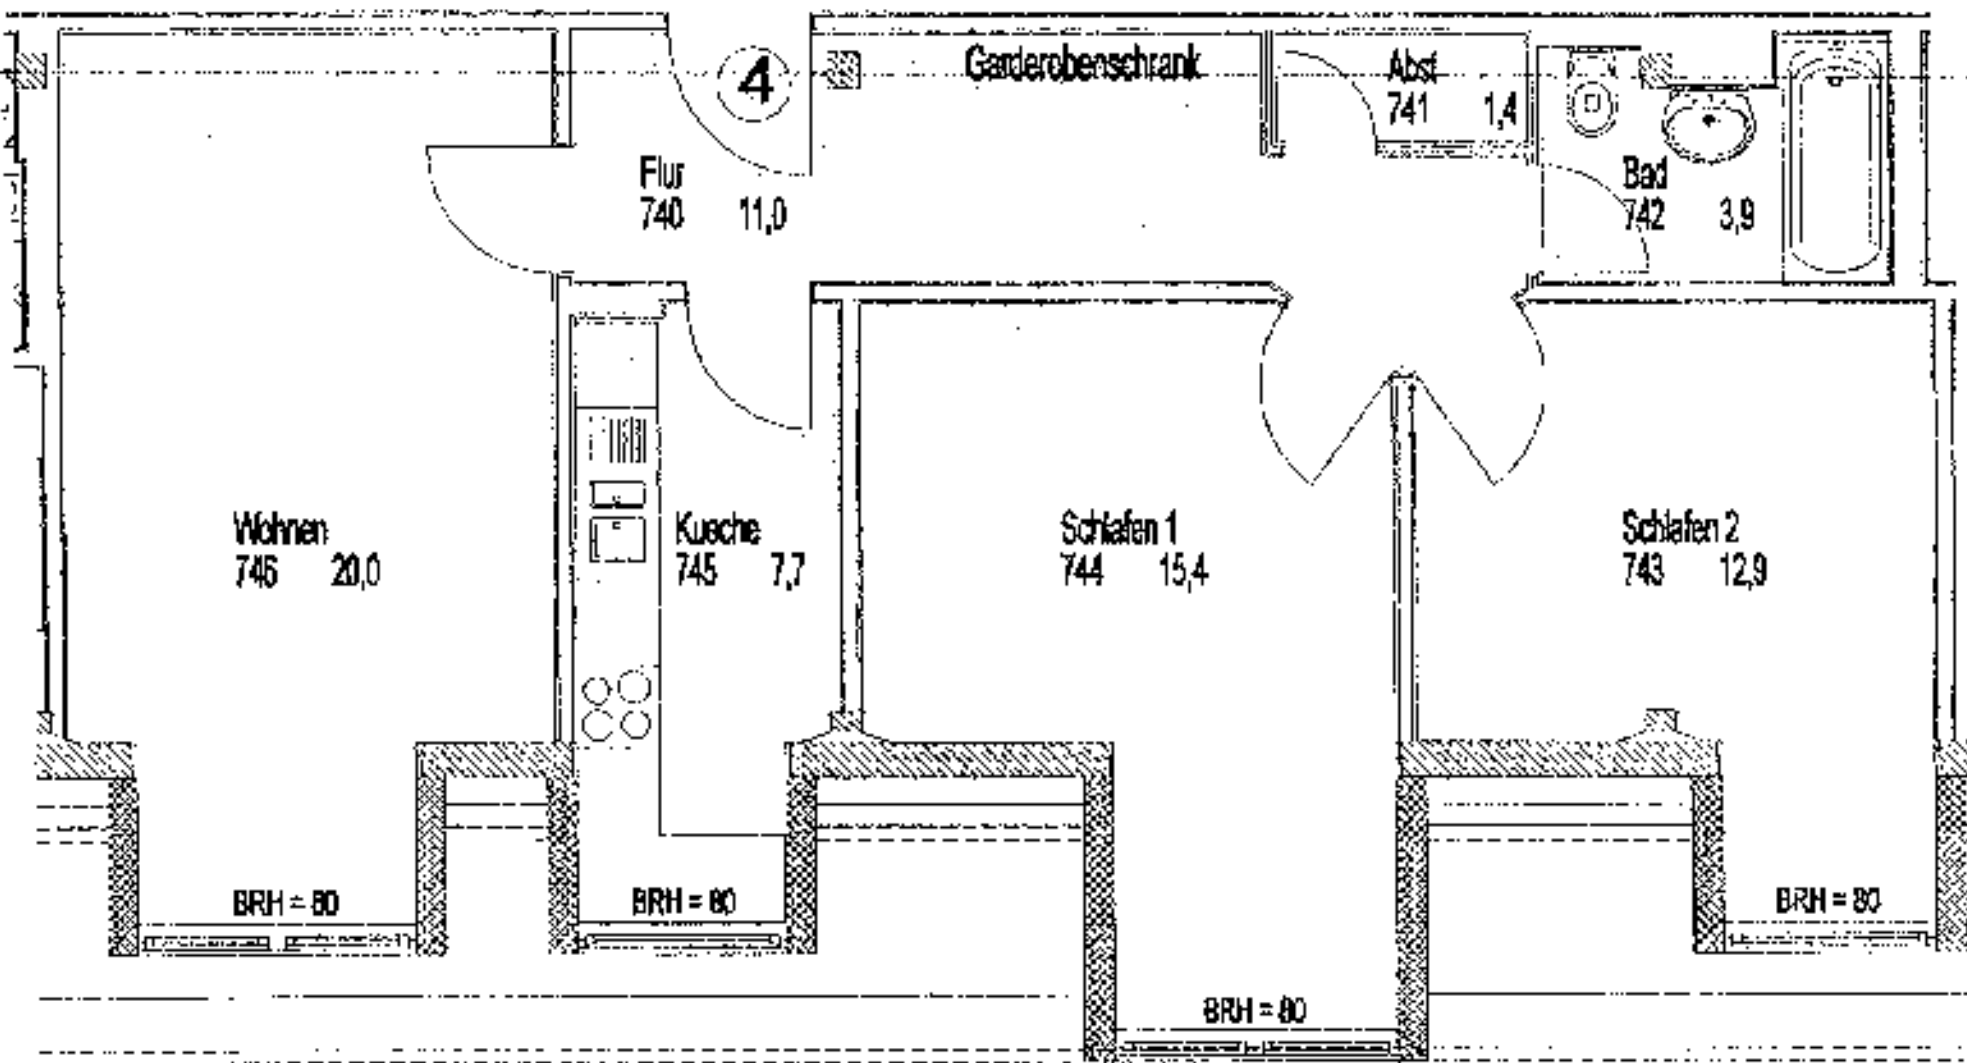 4
Garderobenschrank
Abst
741 1,4
Flur
740 11,0
Bad
742 3,9
Wohnen
746 20,0
Kueche
745 7,7
Schlafen 1
744 15,4
Schlafen 2
743 12,9
BRH = 80
BRH = 80
BRH = 80
BRH = 80